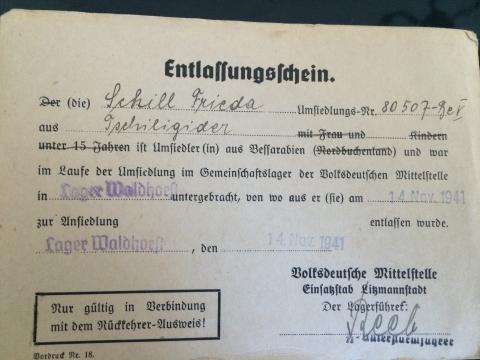 Entlassungsschein.
Der (die) Schill Frieda Umsiedlungs-Nr. 80507-Be V
aus Tschiligider mit Frau und Kindern
unter 15 Jahren ist Umsiedler(in) aus Bessarabien (Nordbuchenland) und war
im Laufe der Umsiedlung im Gemeinschaftslager der Volksdeutschen Mittelstelle
in Lager Waldhorst untergebracht, von wo aus er (sie) am 14. Nov. 1941
zur Ansiedlung entlassen wurde.
Lager Waldhorst, den 14. Nov. 1941
Volksdeutsche Mittelstelle
Einsatzstab Litzmannstadt
Der Lagerführer:
Nur gültig in Verbindung
mit dem Rückkehrer-Ausweis!
Untersturmführer
Vordruck Nr. 18.